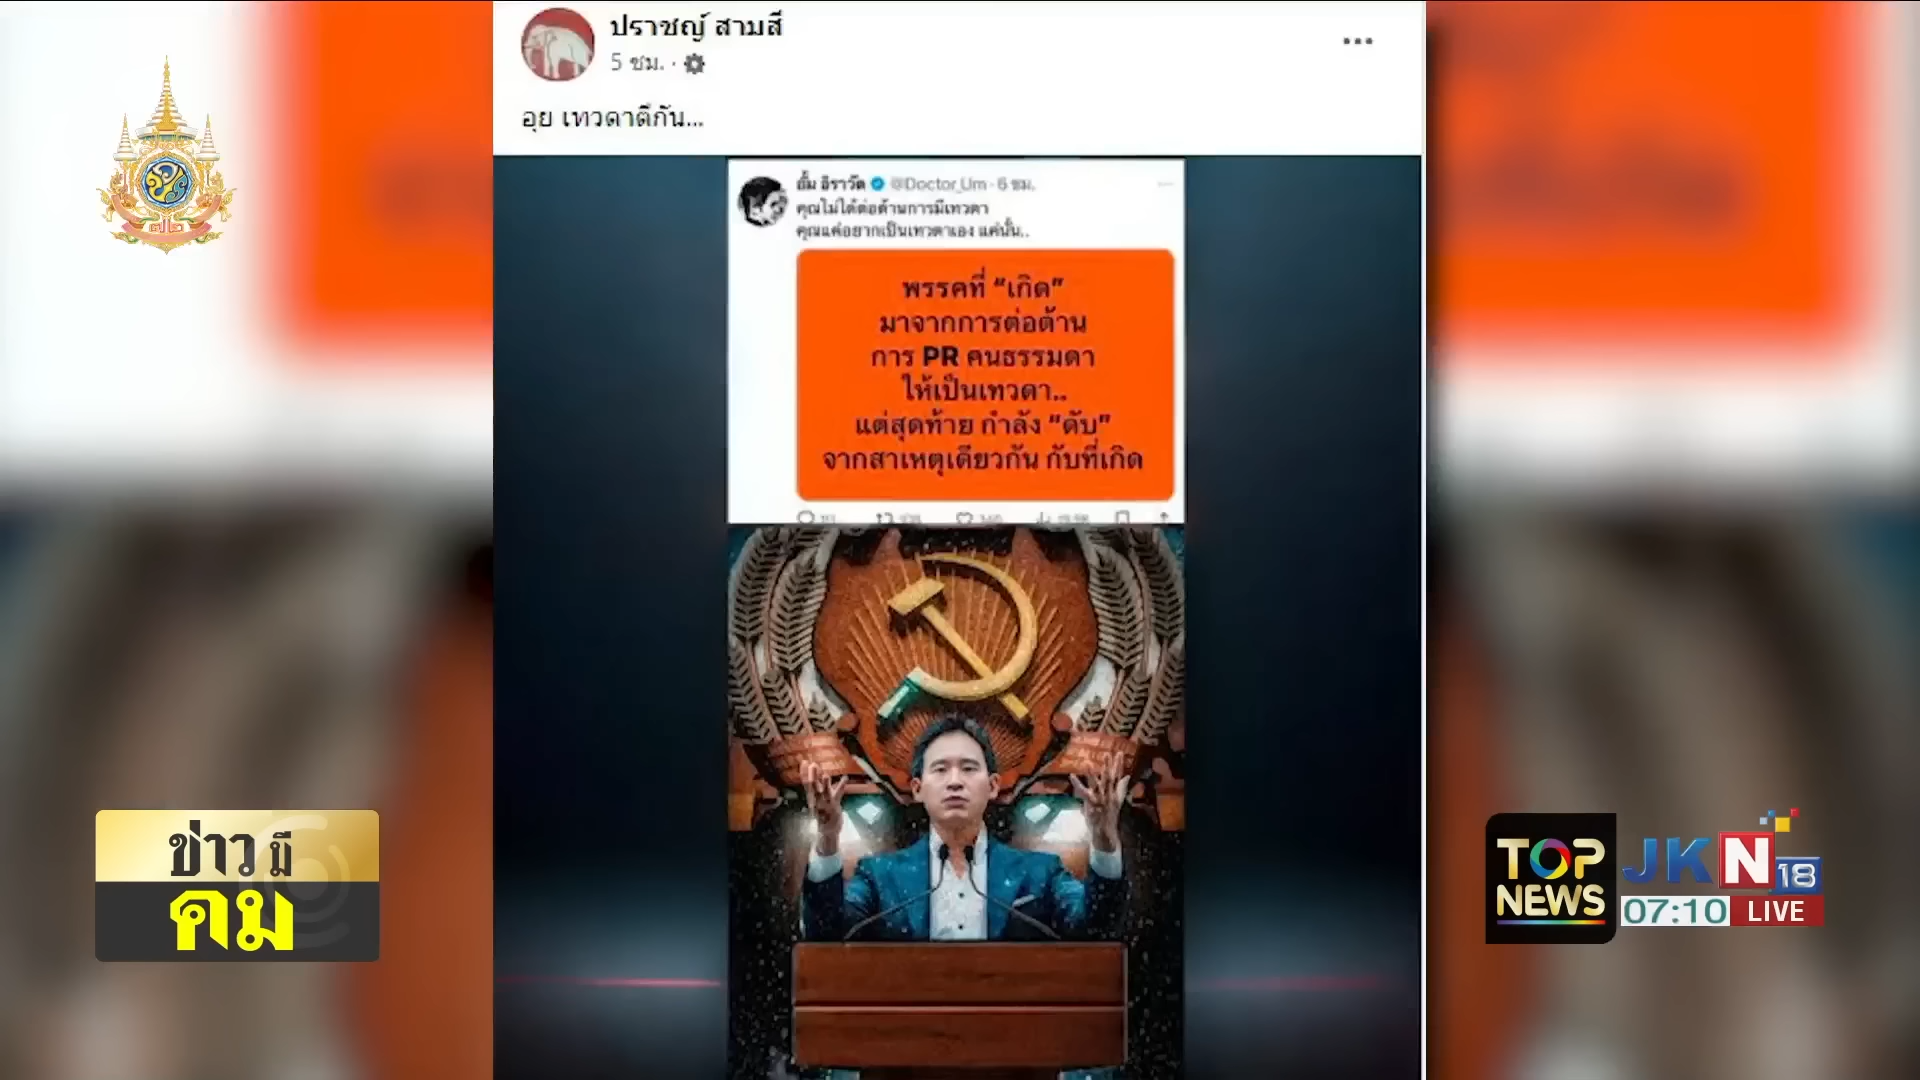 ปราชญ์ สามสี
5 ชม.
อุย เทวดาตีกัน...
อั้ม อิราวัต @Doctor_Um · 6 ชม.
คุณไม่ได้ต่อต้านการมีเทวดา
คุณแค่อยากเป็นเทวดาเอง แค่นั้น..
พรรคที่ “เกิด”
มาจากการต่อต้าน
การ PR คนธรรมดา
ให้เป็นเทวดา..
แต่สุดท้าย กำลัง “ดับ”
จากสาเหตุเดียวกัน กับที่เกิด
ข่าว มี
คม
TOP
NEWS
JKN 18
07:10 LIVE